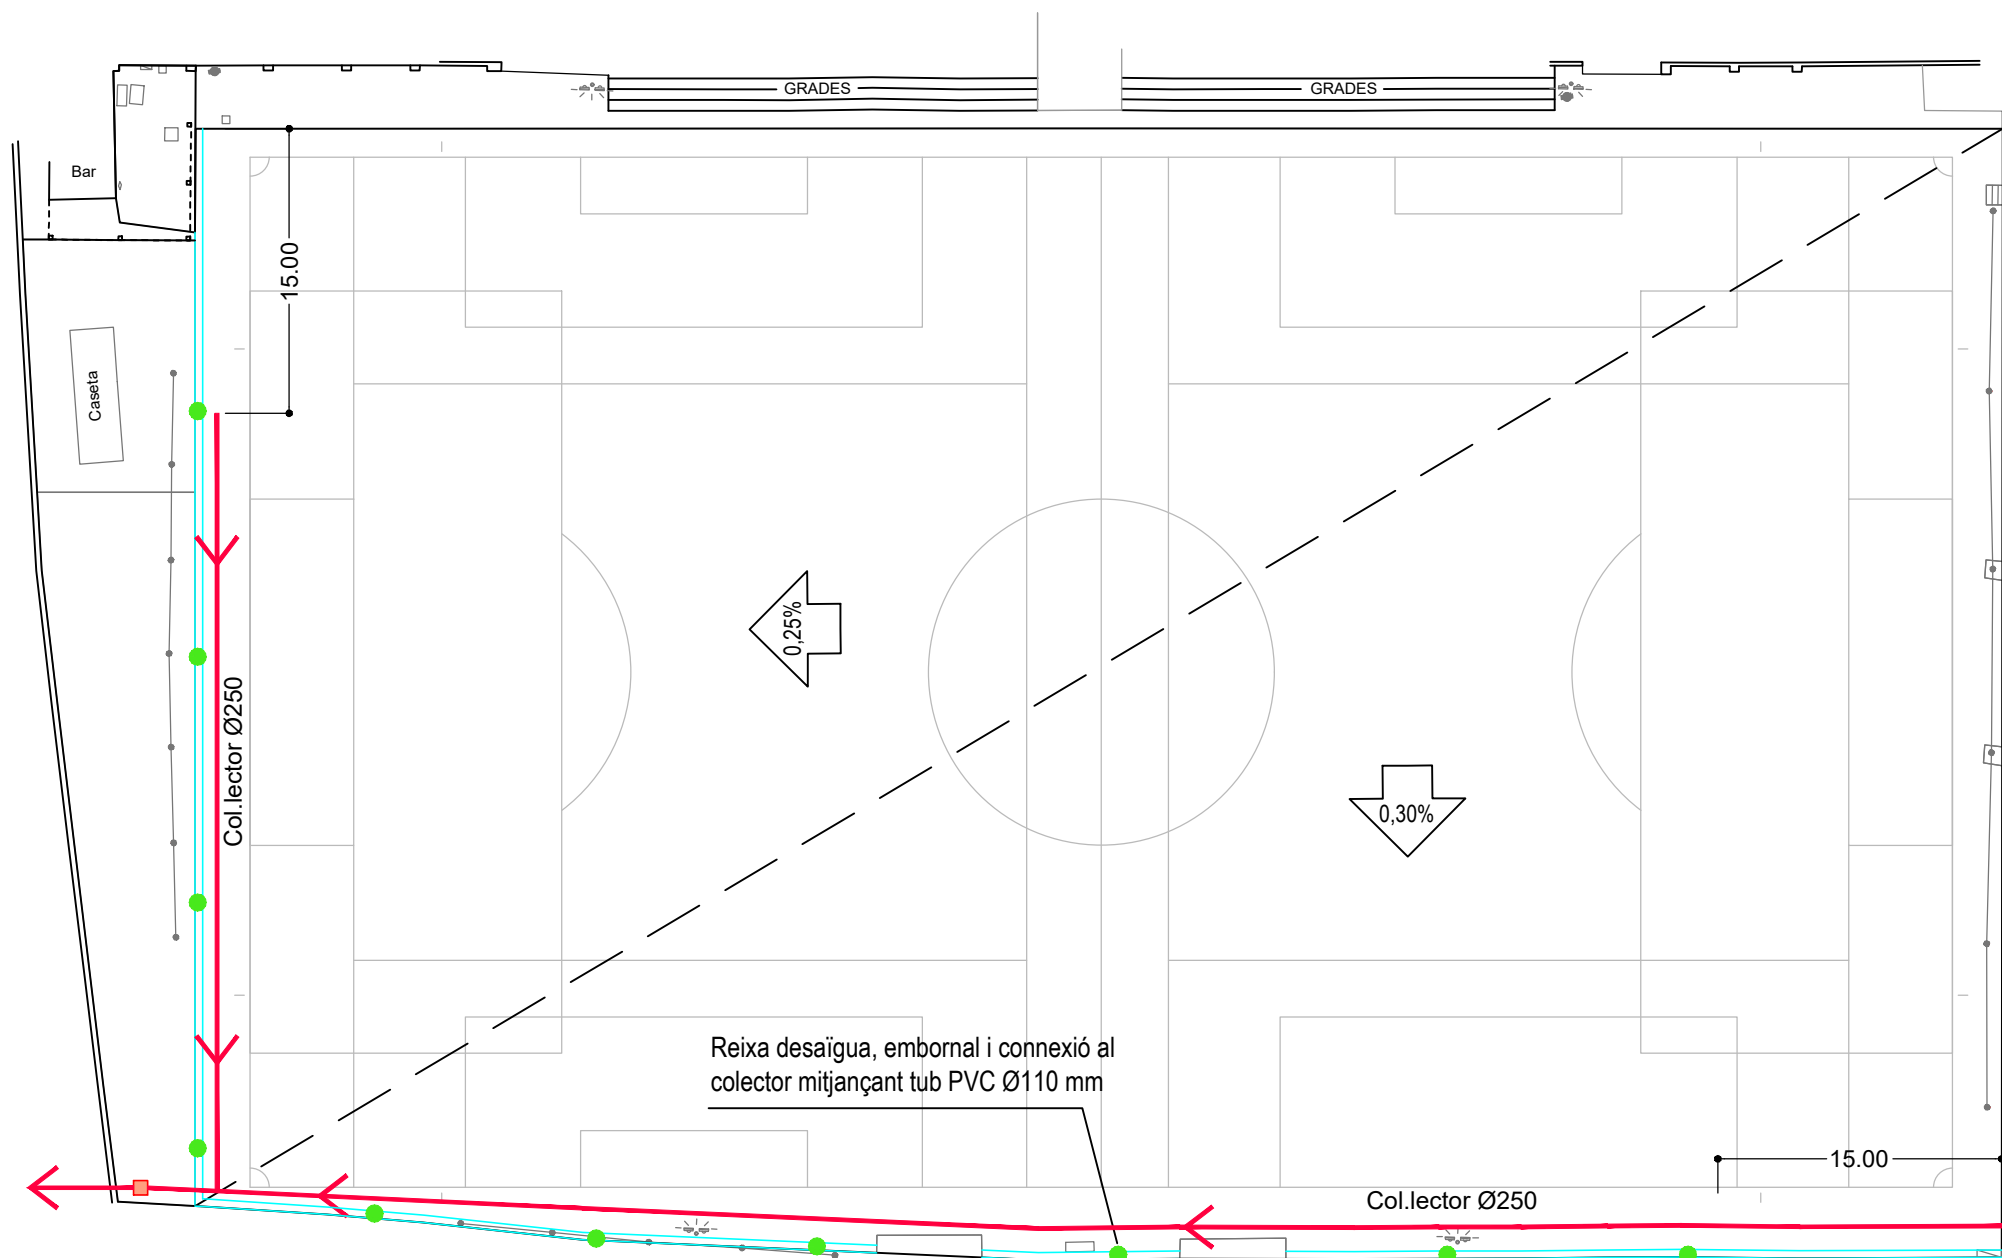 GRADES
GRADES
Bar
15.00
Caseta
0,25%
Col.lector Ø250
0,30%
Reixa desaïgua, embornal i connexió al
colector mitjançant tub PVC Ø110 mm
15.00
Col.lector Ø250